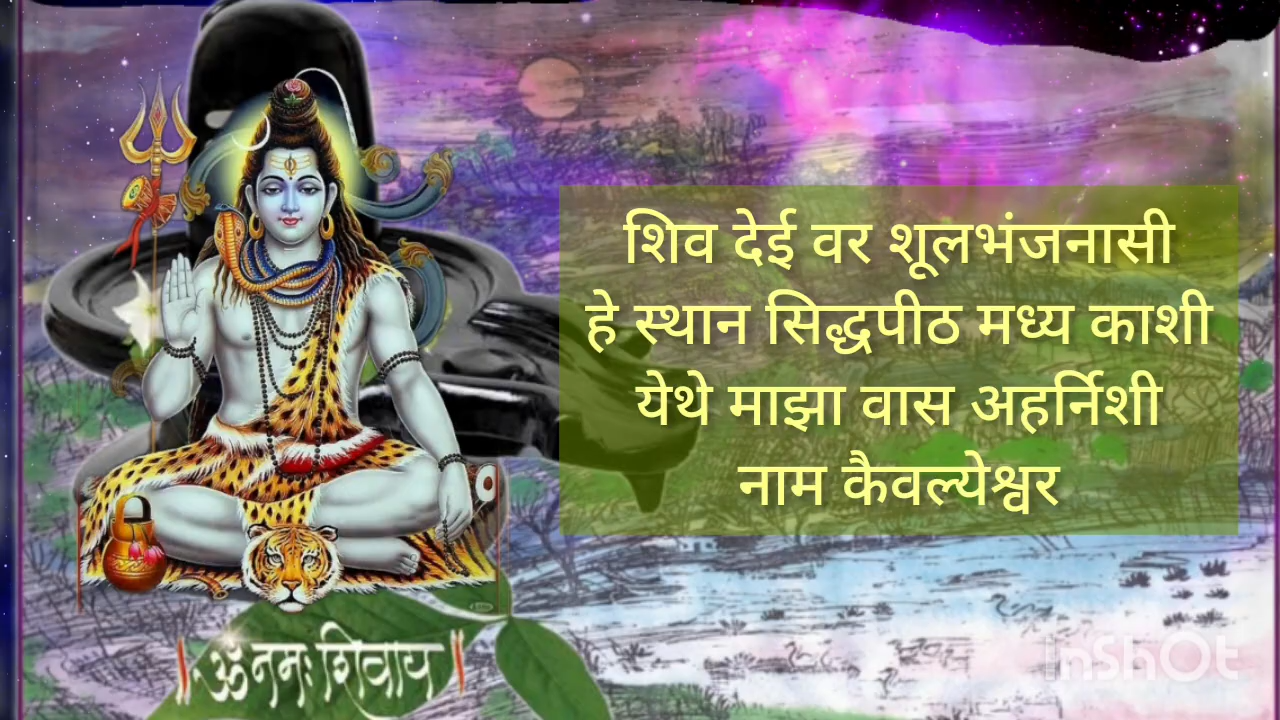 शिव देई वर शूलभंजनासी
हे स्थान सिद्धपीठ मध्य काशी
येथे माझा वास अहर्निशी
नाम कैवल्येश्वर
॥ ॐ नमः शिवाय ॥
InShOt